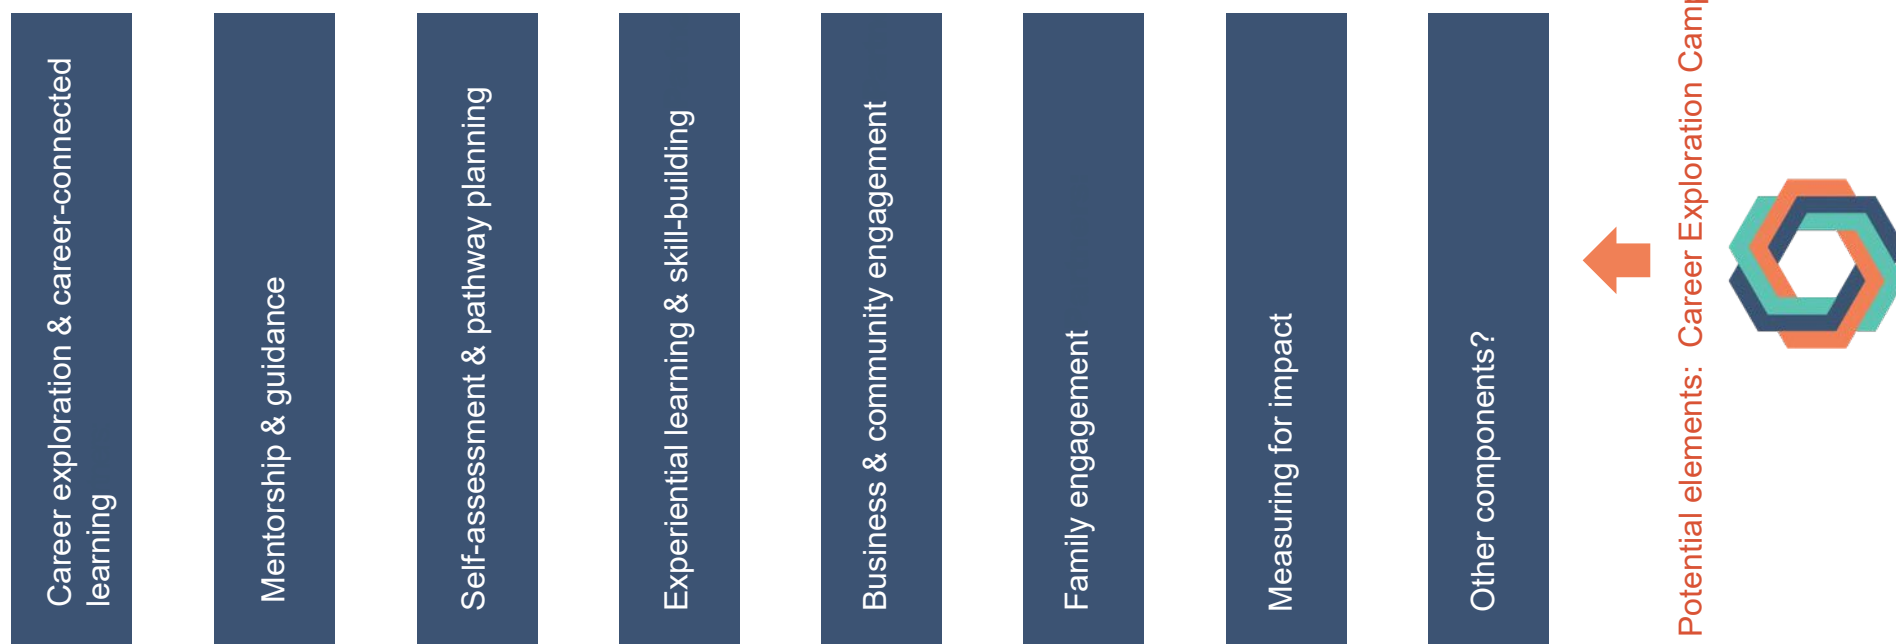 Career exploration & career-connected
learning
Mentorship & guidance
Self-assessment & pathway planning
Experiential learning & skill-building
Business & community engagement
Family engagement
Measuring for impact
Other components?
Potential elements: Career Exploration Camp